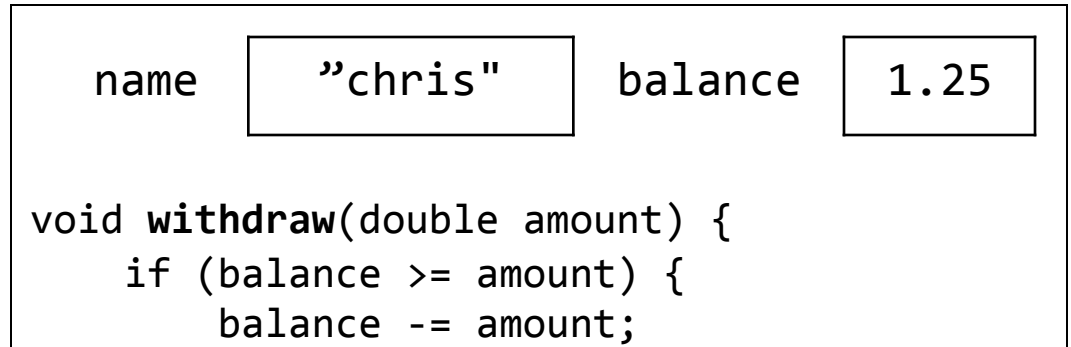 name ”chris" balance 1.25
void withdraw(double amount) {
    if (balance >= amount) {
        balance -= amount;